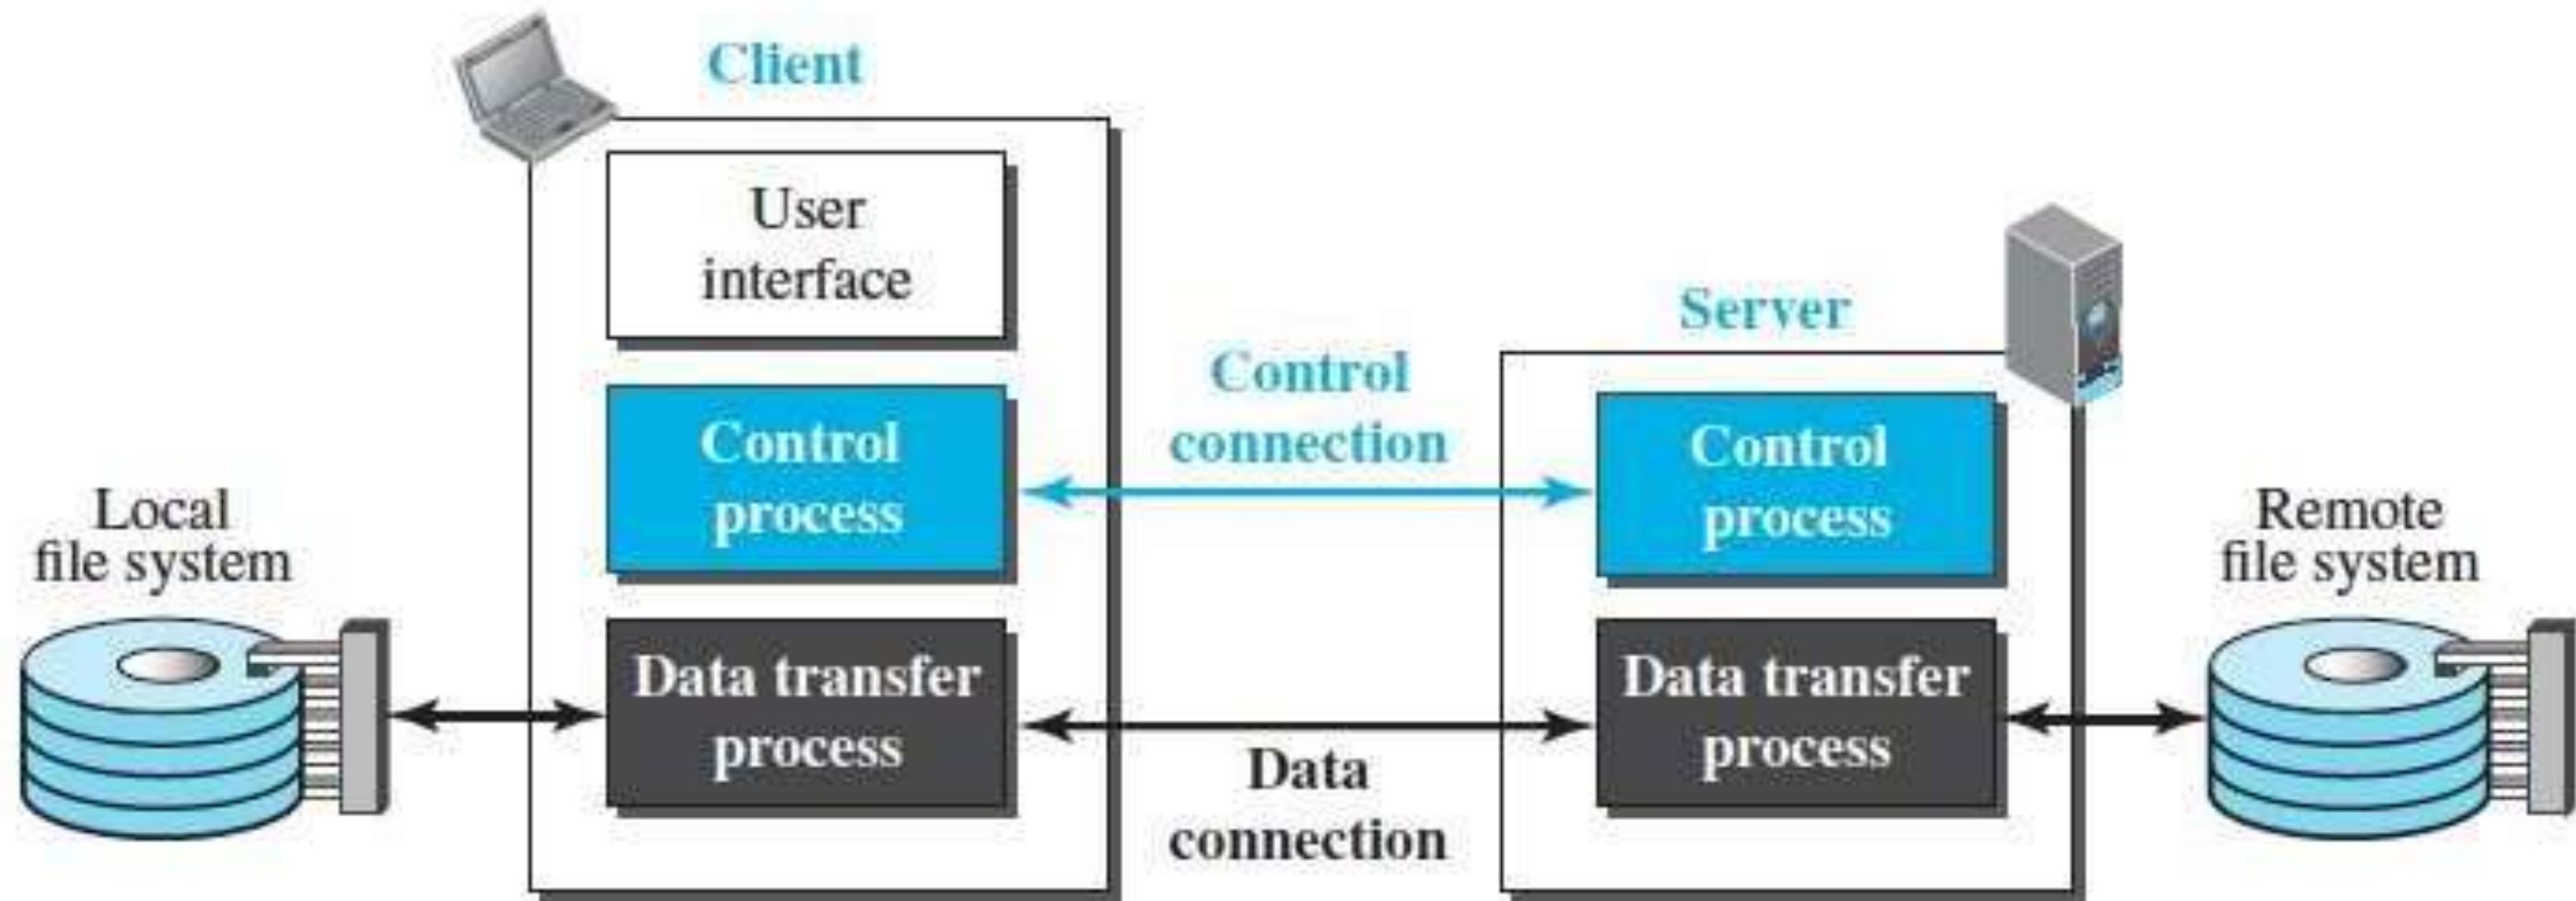 Client
User
interface
Control
process
Control
connection
Server
Control
process
Local
file system
Remote
file system
Data transfer
process
Data
connection
Data transfer
process